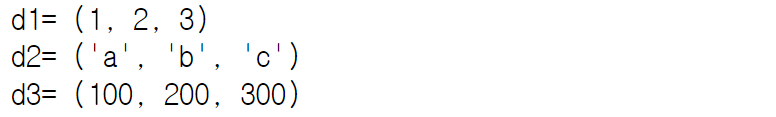 d1= (1, 2, 3)
d2= ('a', 'b', 'c')
d3= (100, 200, 300)